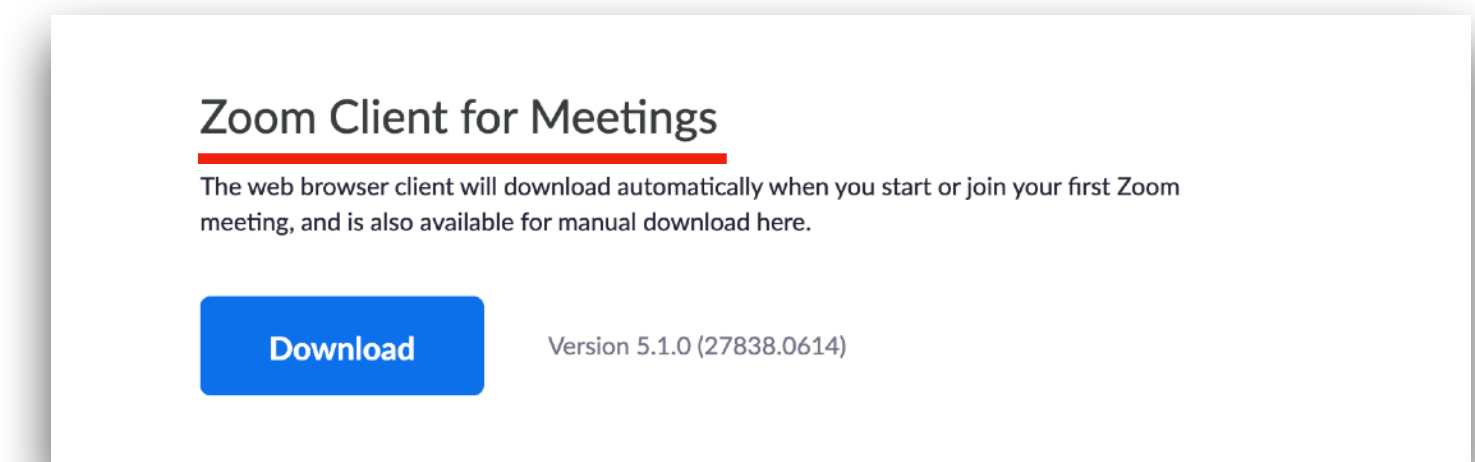 Zoom Client for Meetings
The web browser client will download automatically when you start or join your first Zoom
meeting, and is also available for manual download here.
Download
Version 5.1.0 (27838.0614)